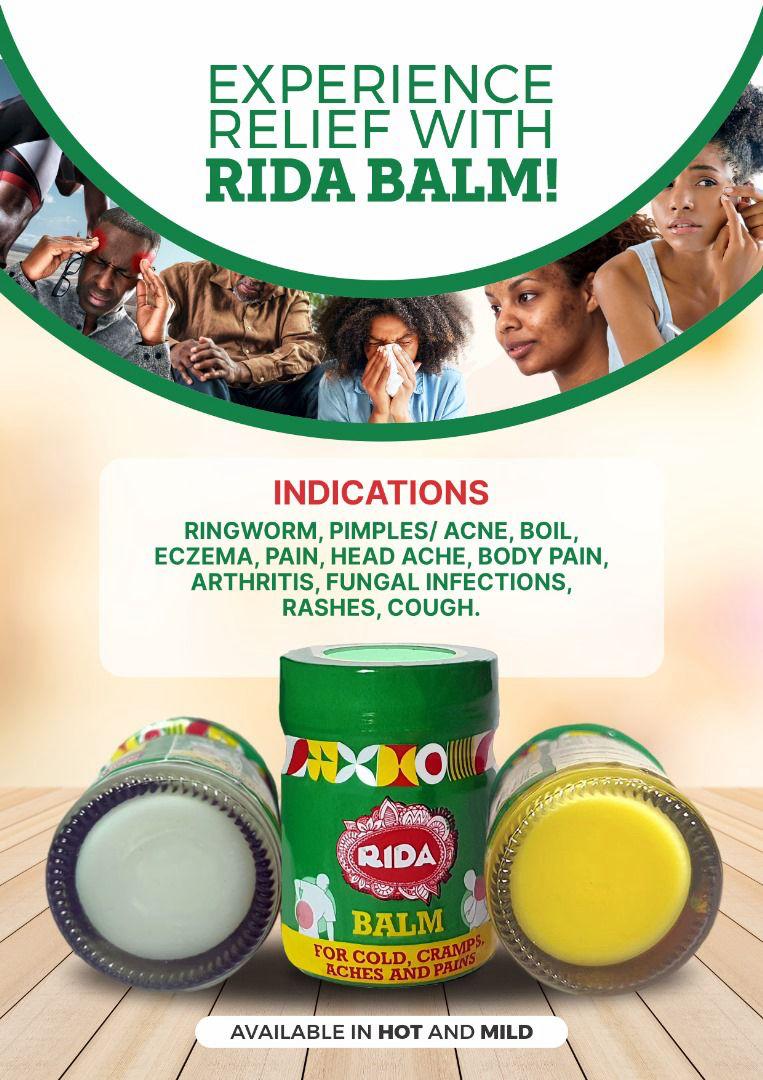 EXPERIENCE
RELIEF WITH
RIDA BALM!
INDICATIONS
RINGWORM, PIMPLES/ ACNE, BOIL,
ECZEMA, PAIN, HEAD ACHE, BODY PAIN,
ARTHRITIS, FUNGAL INFECTIONS,
RASHES, COUGH.
RIDA
BALM
FOR COLD, CRAMPS,
ACHES AND PAINS
AVAILABLE IN HOT AND MILD